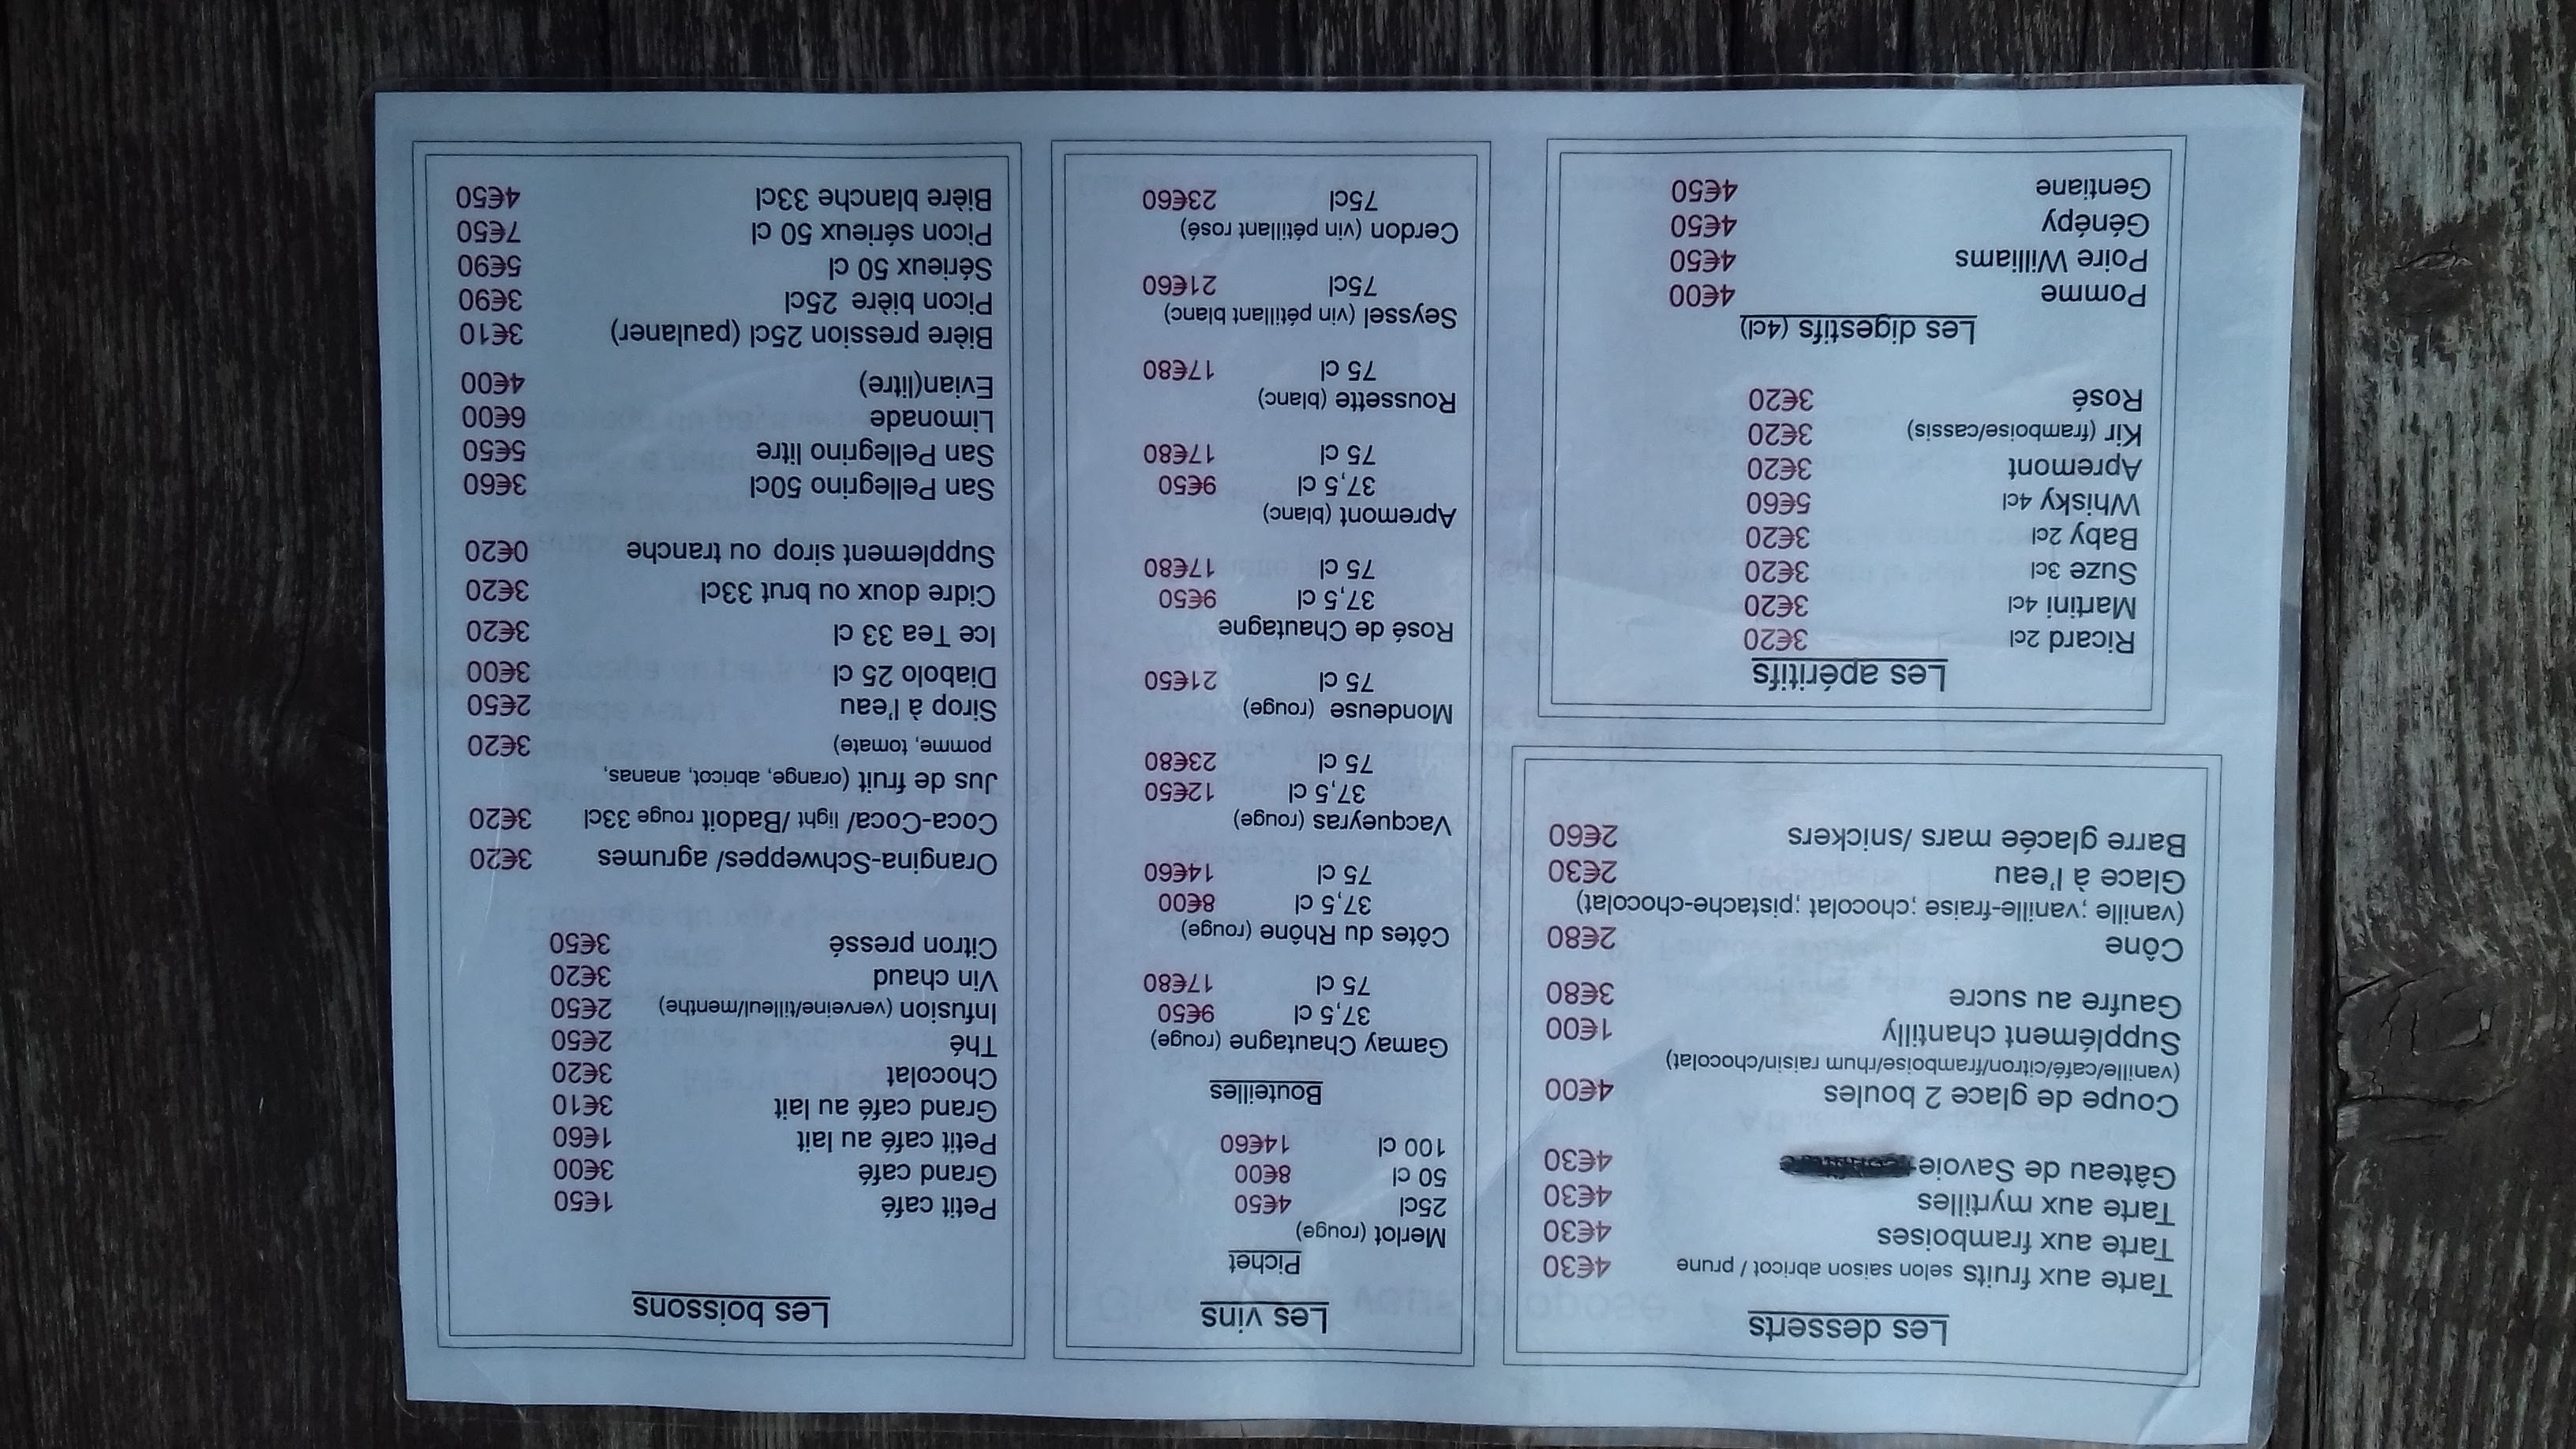 Les desserts
Tarte aux fruits selon saison abricot / prune 4€30
Tarte aux framboises 4€30
Tarte aux myrtilles 4€30
Gâteau de Savoie 4€30
Coupe de glace 2 boules 4€00
(vanille/café/citron/framboise/rhum raisin/chocolat)
Supplément chantilly 1€00
Gaufre au sucre 3€80
Cône 2€80
(vanille ;vanille-fraise ;chocolat ;pistache-chocolat)
Glace à l'eau 2€30
Barre glacée mars /snickers 2€60
Les apéritifs
Ricard 2cl 3€20
Martini 4cl 3€20
Suze 3cl 3€20
Baby 2cl 3€20
Whisky 4cl 5€60
Apremont 3€20
Kir (framboise/cassis) 3€20
Rosé 3€20
Les digestifs (4cl)
Pomme 4€00
Poire Williams 4€50
Génépy 4€50
Gentiane 4€50
Les vins
Pichet
Merlot (rouge)
25cl 4€50
50 cl 8€00
100 cl 14€60
Bouteilles
Gamay Chautagne (rouge)
37,5 cl 9€50
75 cl 17€80
Côtes du Rhône (rouge)
37,5 cl 8€00
75 cl 14€60
Vacqueyras (rouge)
37,5 cl 12€50
75 cl 23€80
Mondeuse (rouge)
75 cl 21€50
Rosé de Chautagne
37,5 cl 9€50
75 cl 17€80
Apremont (blanc)
37,5 cl 9€50
75 cl 17€80
Roussette (blanc)
75 cl 17€80
Seyssel (vin pétillant blanc)
75cl 21€60
Cerdon (vin pétillant rosé)
75cl 23€60
Les boissons
Petit café 1€50
Grand café 3€00
Petit café au lait 1€60
Grand café au lait 3€10
Chocolat 3€20
Thé 2€50
Infusion (verveine/tilleul/menthe) 2€50
Vin chaud 3€20
Citron pressé 3€50
Orangina-Schweppes/ agrumes 3€20
Coca-Coca/ light /Badoit rouge 33cl 3€20
Jus de fruit (orange, abricot, ananas,
pomme, tomate) 3€20
Sirop à l'eau 2€50
Diabolo 25 cl 3€00
Ice Tea 33 cl 3€20
Cidre doux ou brut 33cl 3€20
Supplement sirop ou tranche 0€20
San Pellegrino 50cl 3€60
San Pellegrino litre 5€50
Limonade 6€00
Evian(litre) 4€00
Bière pression 25cl (paulaner) 3€10
Picon bière 25cl 3€90
Sérieux 50 cl 5€90
Picon sérieux 50 cl 7€50
Bière blanche 33cl 4€50